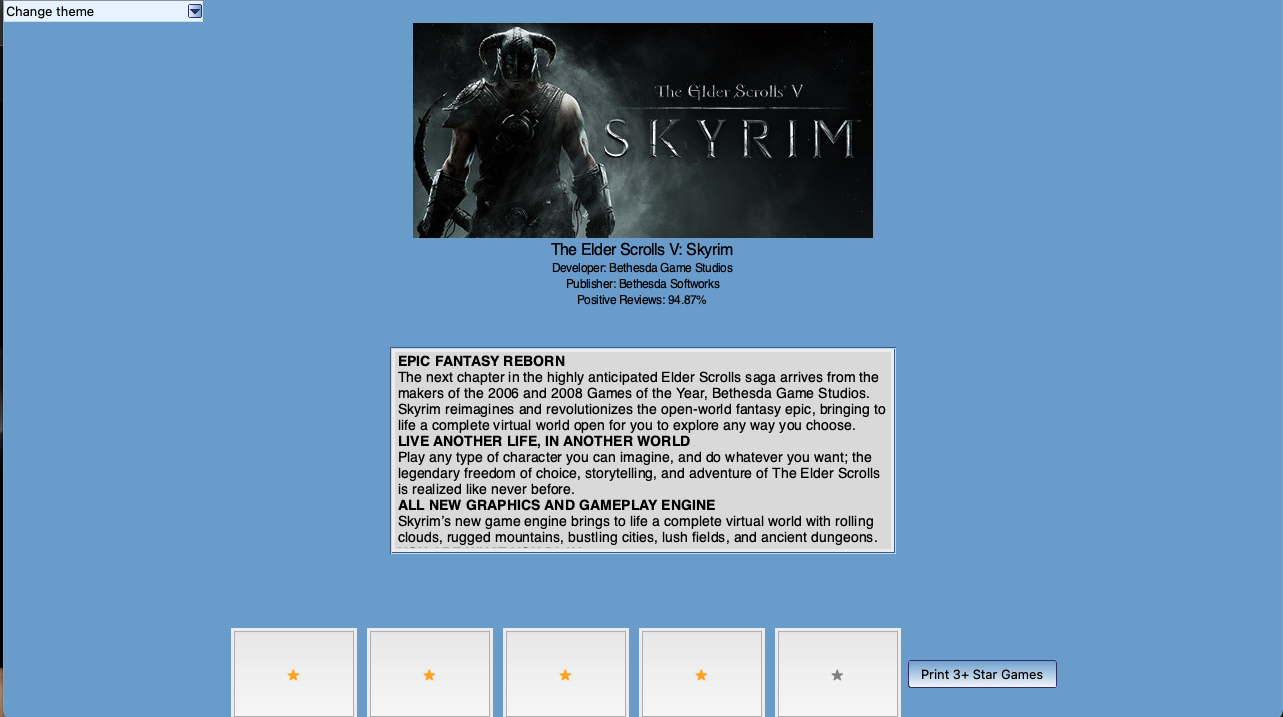 Change theme
The Elder Scrolls V
SKYRIM
The Elder Scrolls V: Skyrim
Developer: Bethesda Game Studios
Publisher: Bethesda Softworks
Positive Reviews: 94.87%
EPIC FANTASY REBORN
The next chapter in the highly anticipated Elder Scrolls saga arrives from the
makers of the 2006 and 2008 Games of the Year, Bethesda Game Studios.
Skyrim reimagines and revolutionizes the open-world fantasy epic, bringing to
life a complete virtual world open for you to explore any way you choose.
LIVE ANOTHER LIFE, IN ANOTHER WORLD
Play any type of character you can imagine, and do whatever you want; the
legendary freedom of choice, storytelling, and adventure of The Elder Scrolls
is realized like never before.
ALL NEW GRAPHICS AND GAMEPLAY ENGINE
Skyrim’s new game engine brings to life a complete virtual world with rolling
clouds, rugged mountains, bustling cities, lush fields, and ancient dungeons.
Print 3+ Star Games